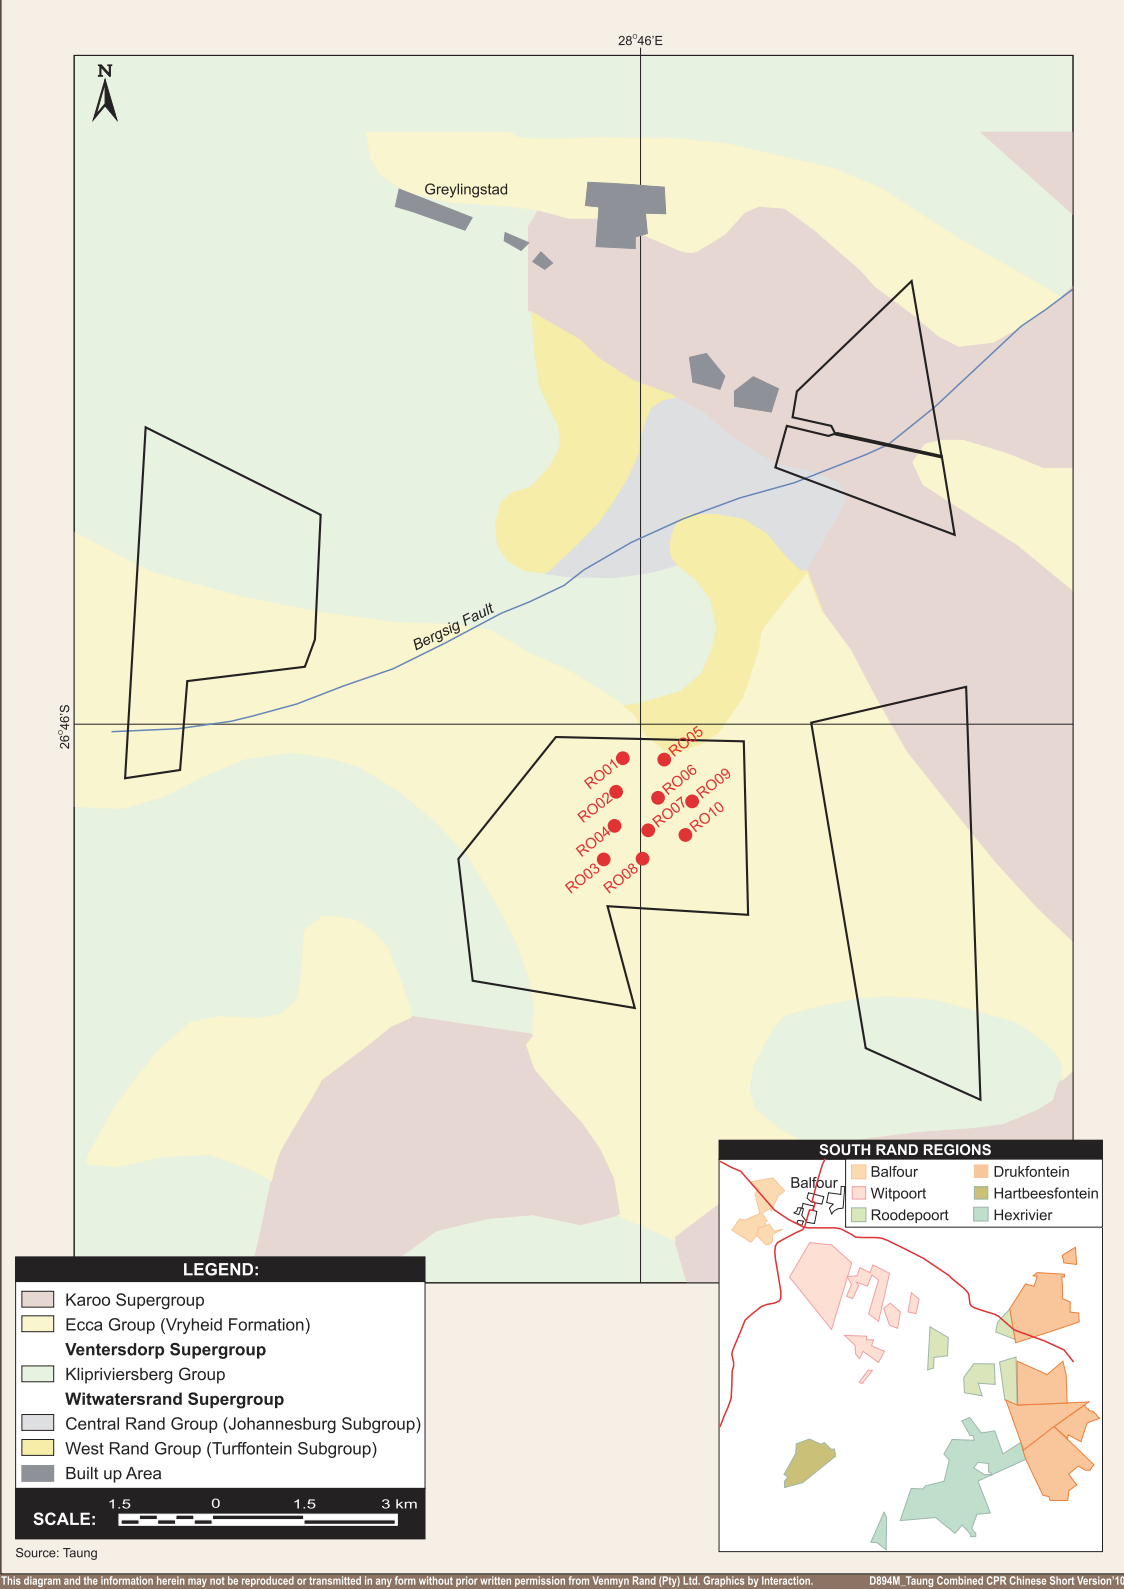 28°46'E
N
Greylingstad
Bergsig Fault
26°46'S
RO05
RO01
RO06
RO09
RO02
RO07
RO10
RO04
RO03
RO08
SOUTH RAND REGIONS
Balfour
Balfour
Drukfontein
Witpoort
Hartbeesfontein
Roodepoort
Hexrivier
LEGEND:
Karoo Supergroup
Ecca Group (Vryheid Formation)
Ventersdorp Supergroup
Klipriviersberg Group
Witwatersrand Supergroup
Central Rand Group (Johannesburg Subgroup)
West Rand Group (Turffontein Subgroup)
Built up Area
1.5 0 1.5 3 km
SCALE:
Source: Taung
This diagram and the information herein may not be reproduced or transmitted in any form without prior written permission from Venmyn Rand (Pty) Ltd. Graphics by Interaction. D894M_Taung Combined CPR Chinese Short Version'10